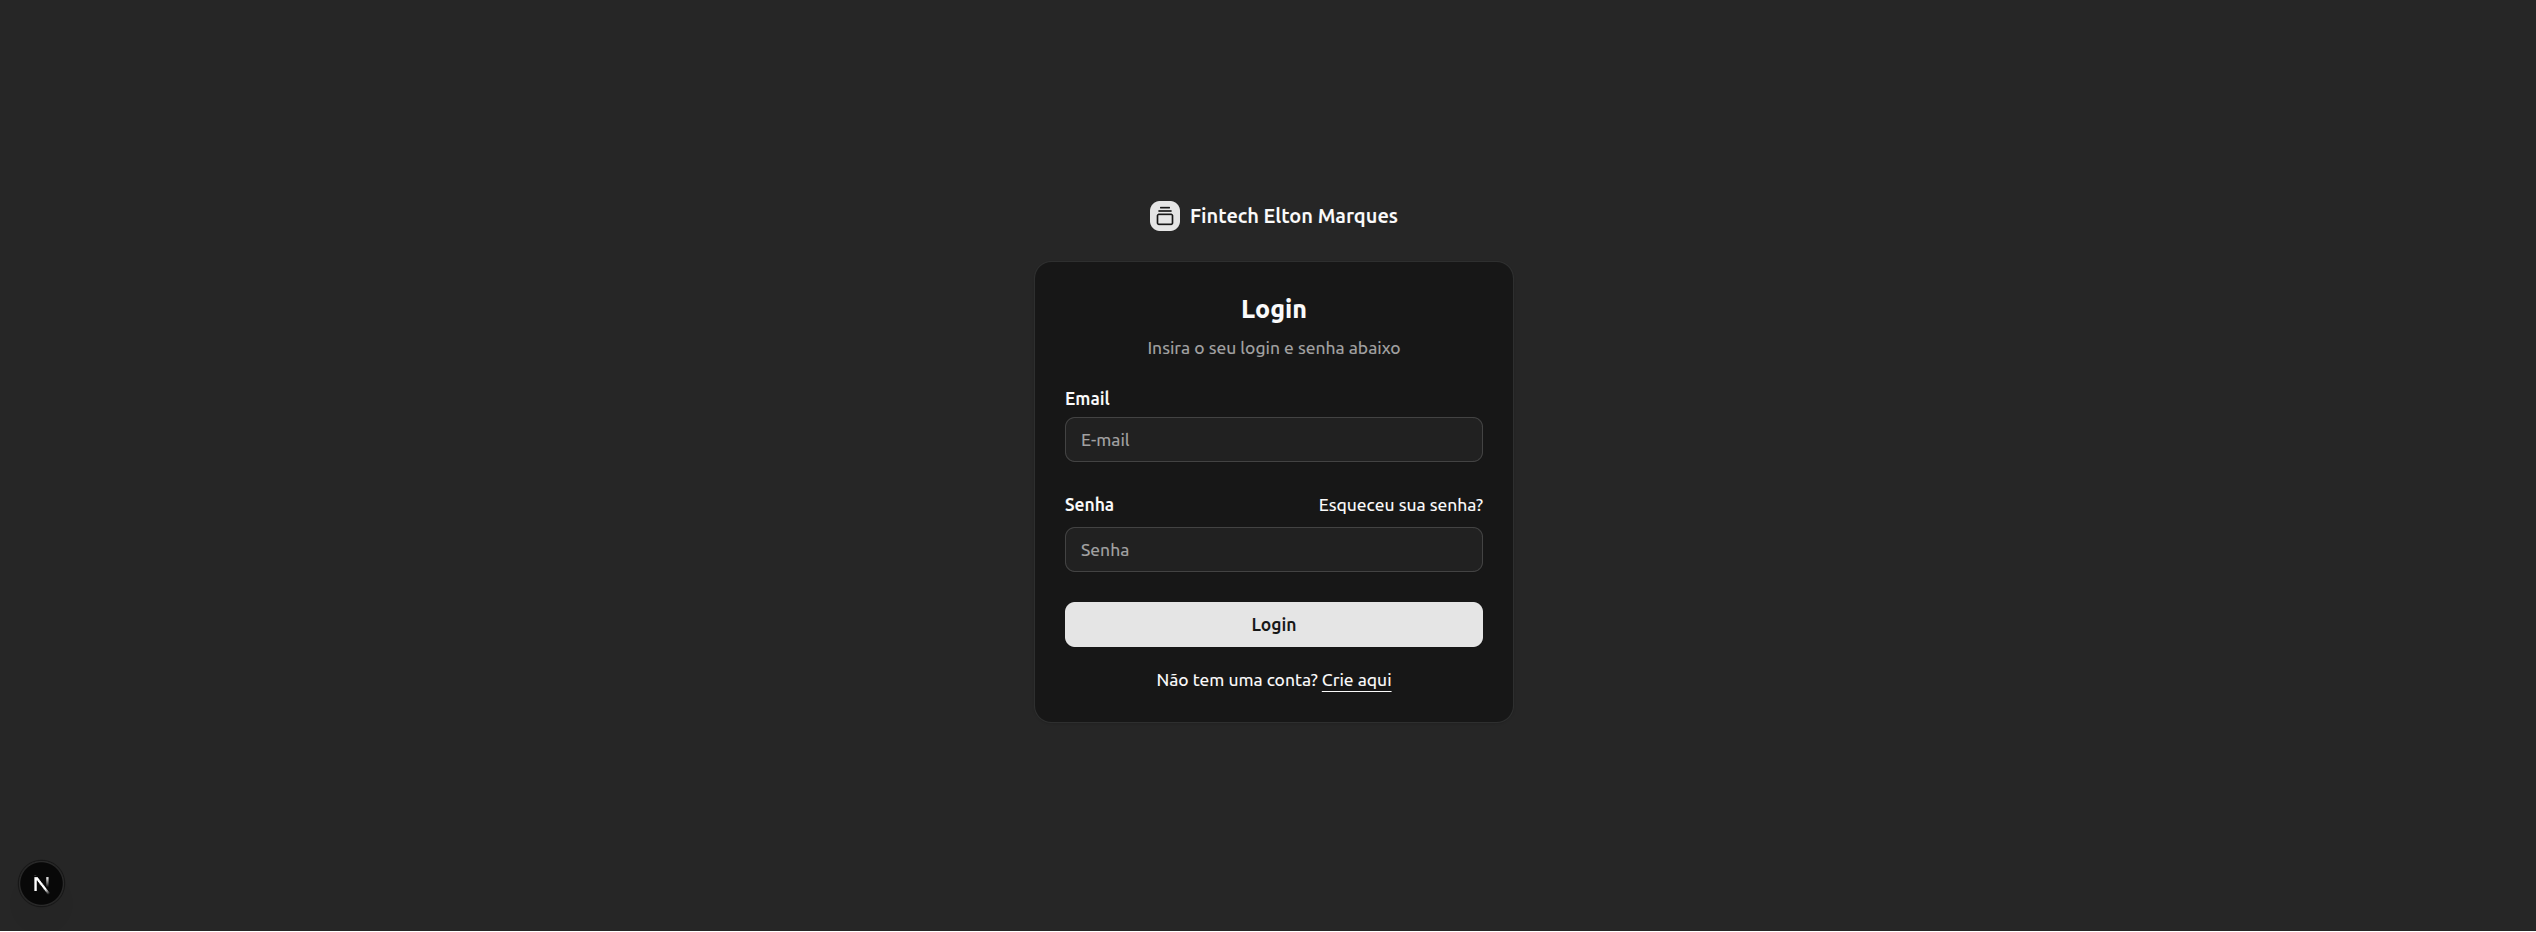 Fintech Elton Marques
Login
Insira o seu login e senha abaixo
Email
E-mail
Senha Esqueceu sua senha?
Senha
Login
Não tem uma conta? Crie aqui
N